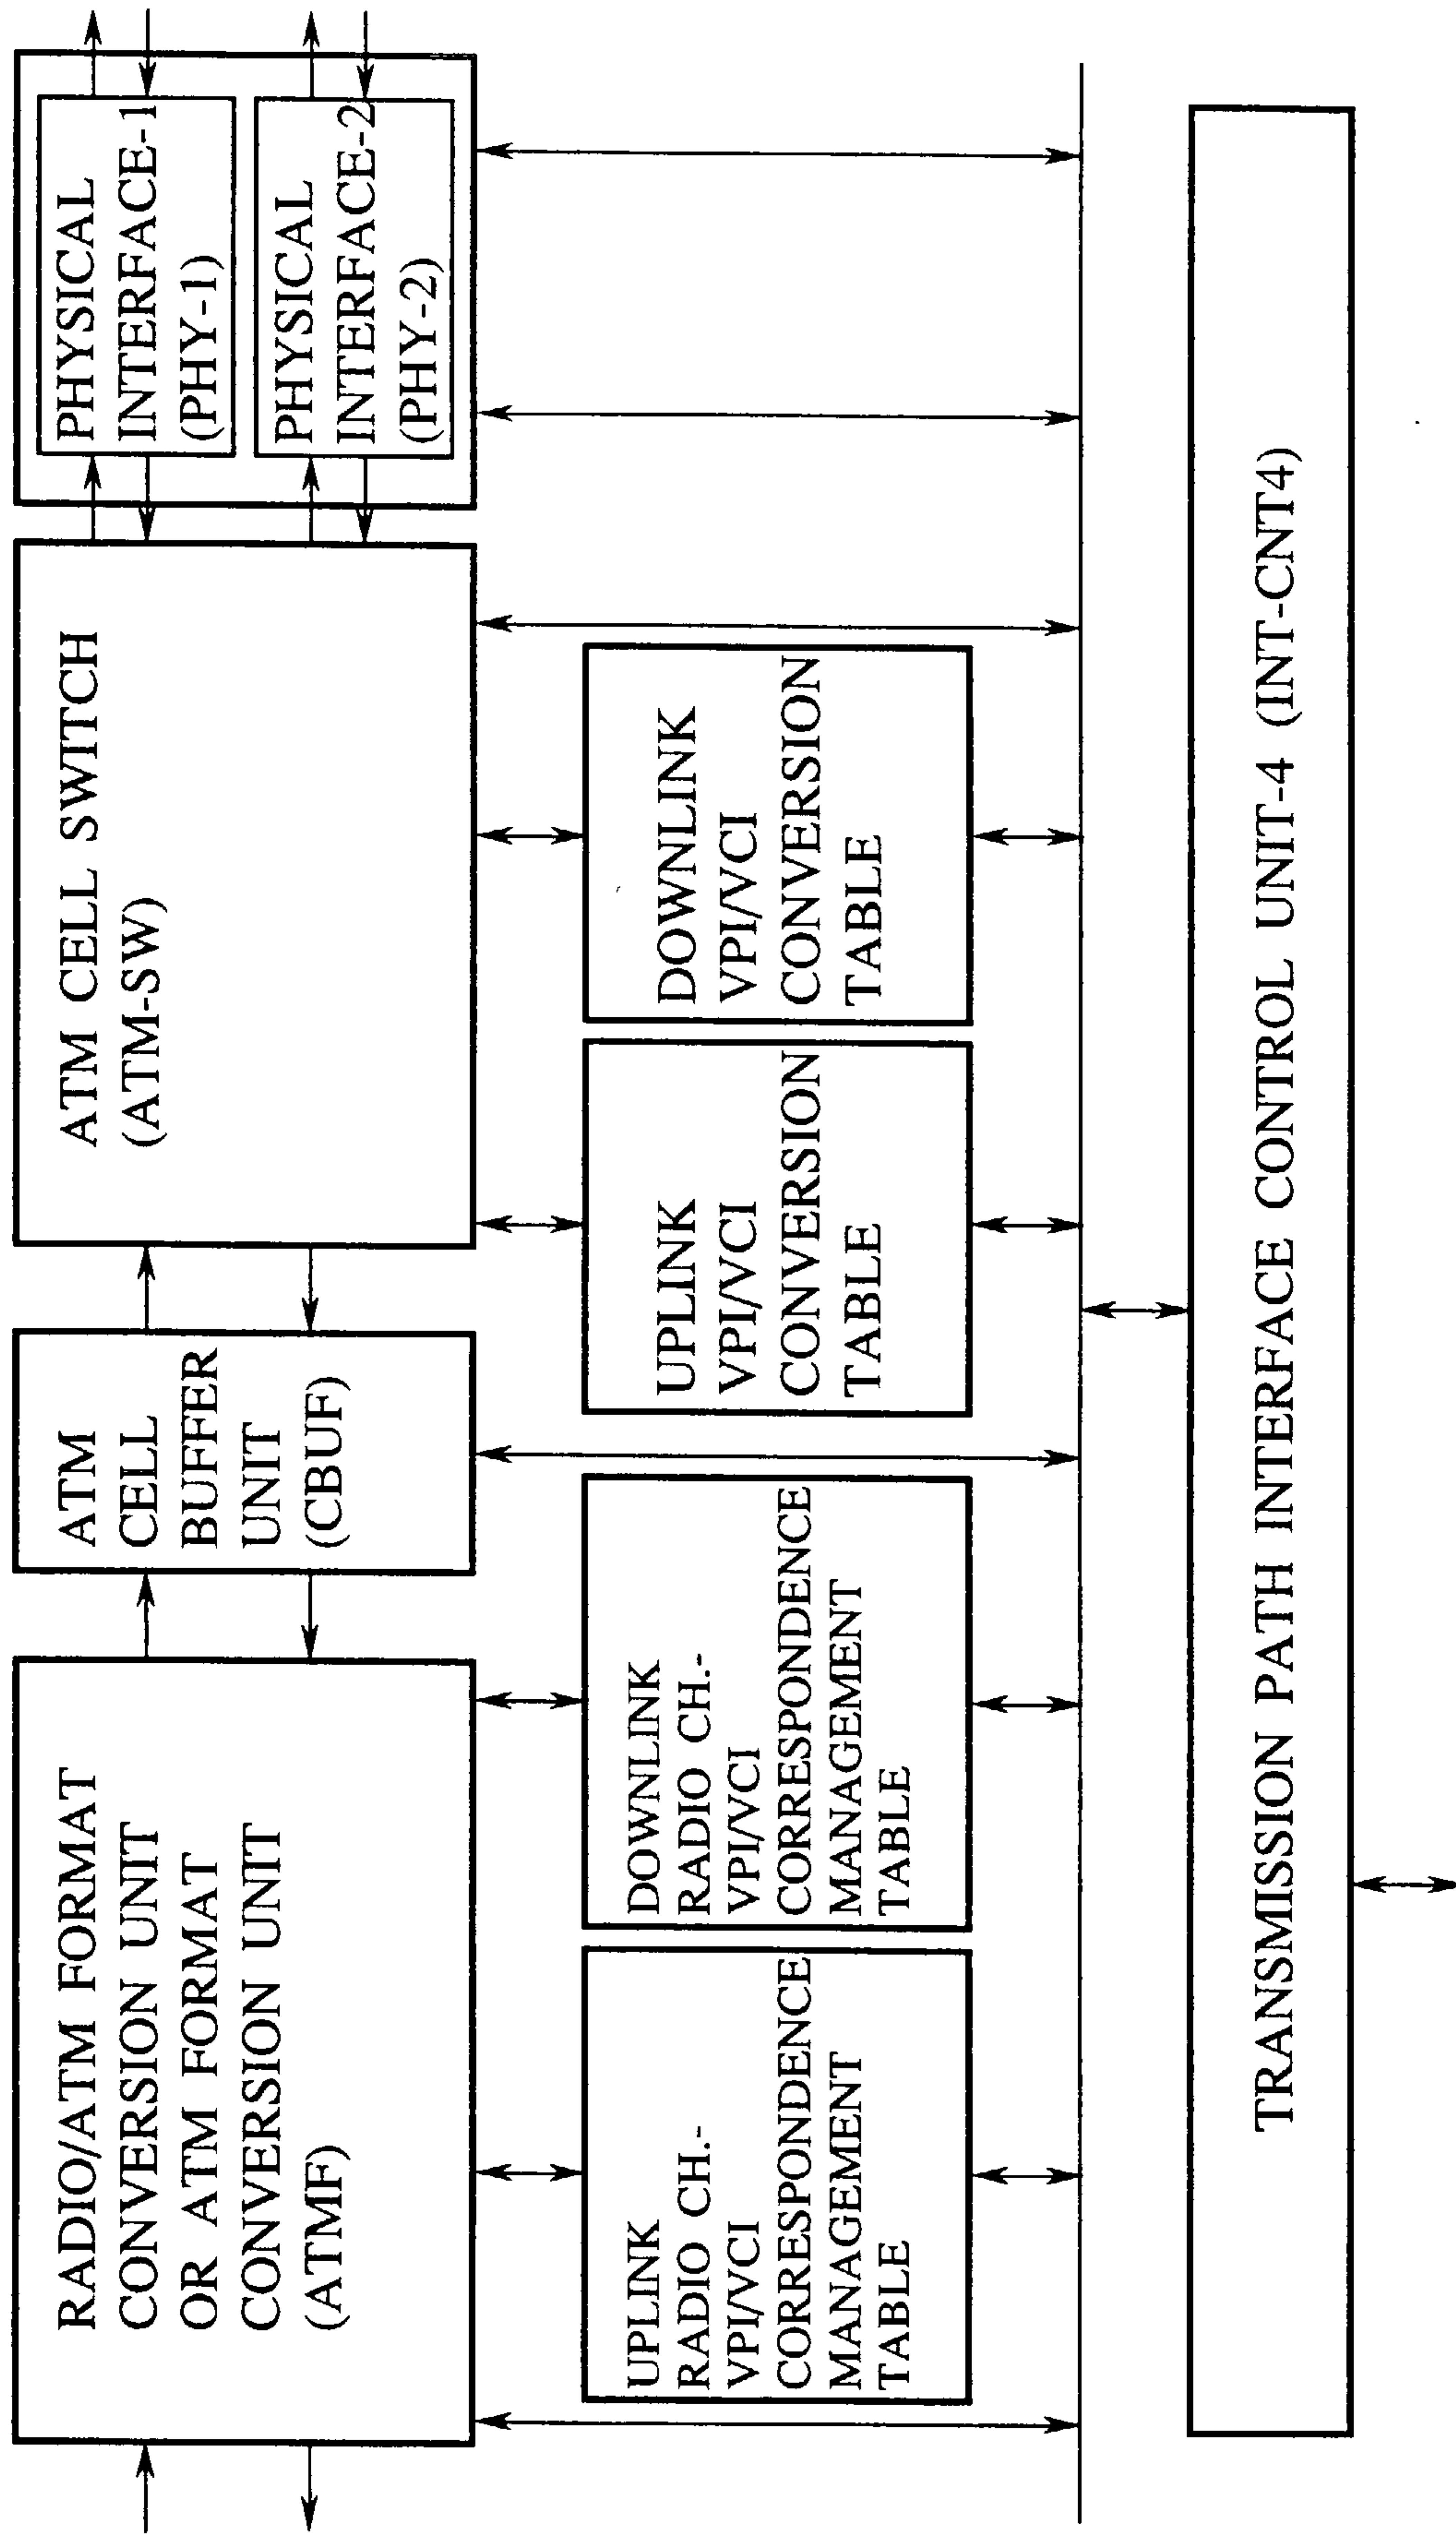 RADIO/ATM FORMAT
CONVERSION UNIT
OR ATM FORMAT
CONVERSION UNIT
(ATMF)
ATM
CELL
BUFFER
UNIT
(CBUF)
ATM CELL SWITCH
(ATM-SW)
PHYSICAL
INTERFACE-1
(PHY-1)
PHYSICAL
INTERFACE-2
(PHY-2)
UPLINK
RADIO CH.-
VPI/VCI
CORRESPONDENCE
MANAGEMENT
TABLE
DOWNLINK
RADIO CH.-
VPI/VCI
CORRESPONDENCE
MANAGEMENT
TABLE
UPLINK
VPI/VCI
CONVERSION
TABLE
DOWNLINK
VPI/VCI
CONVERSION
TABLE
TRANSMISSION PATH INTERFACE CONTROL UNIT-4 (INT-CNT4)